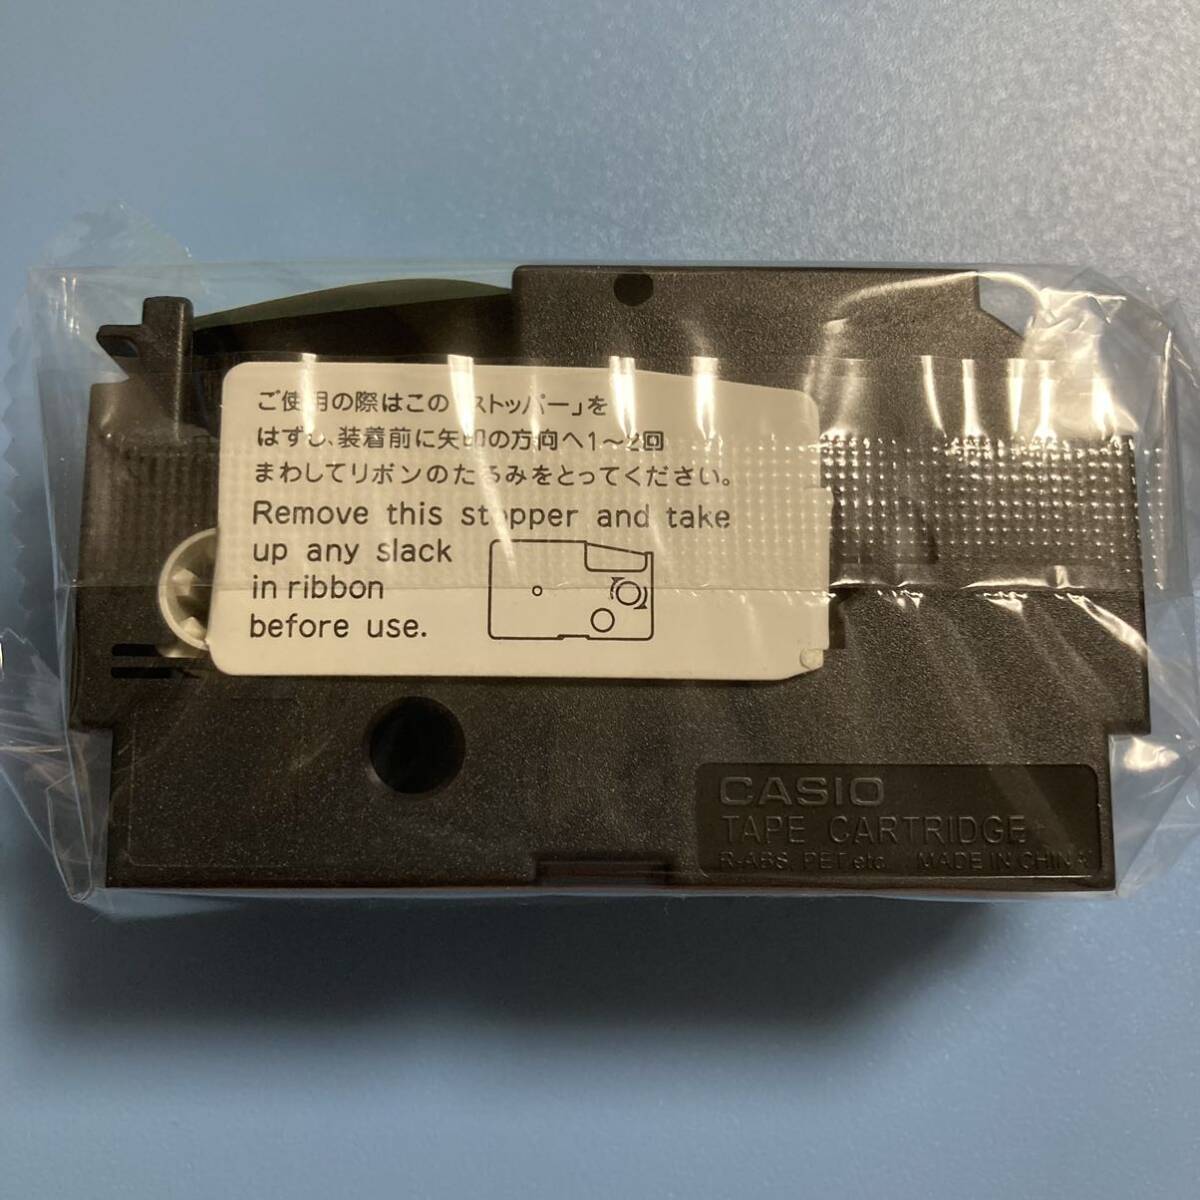 ご使用の際はこの「ストッパー」を
はずし、装着前に矢印の方向へ1〜2回
まわしてリボンのたるみをとってください。
Remove this stopper and take
up any slack
in ribbon
before use.
CASIO
TAPE CARTRIDGE
R-ABS, PET etc. MADE IN CHINA